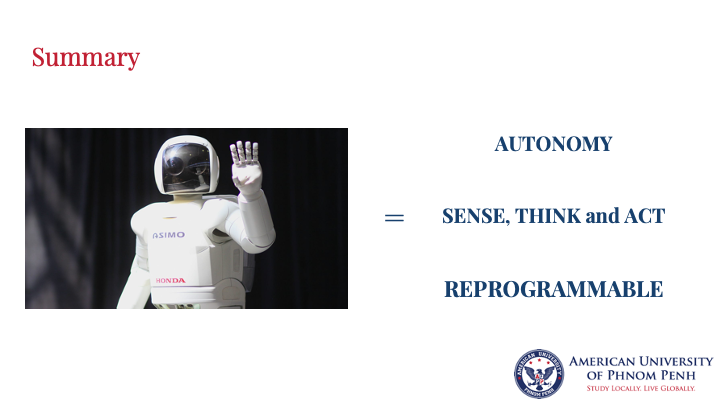 Summary
ASIMO
HONDA
AUTONOMY
=
SENSE, THINK and ACT
REPROGRAMMABLE
AMERICAN UNIVERSITY
OF PHNOM PENH
STUDY LOCALLY. LIVE GLOBALLY.
AMERICAN UNIVERSITY OF
PHNOM PENH